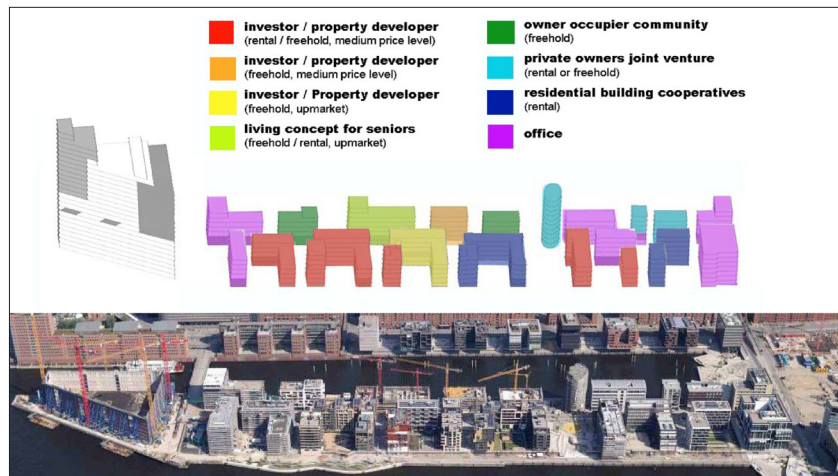 investor / property developer
(rental / freehold, medium price level)
investor / property developer
(freehold, medium price level)
investor / Property developer
(freehold, upmarket)
living concept for seniors
(freehold / rental, upmarket)
owner occupier community
(freehold)
private owners joint venture
(rental or freehold)
residential building cooperatives
(rental)
office